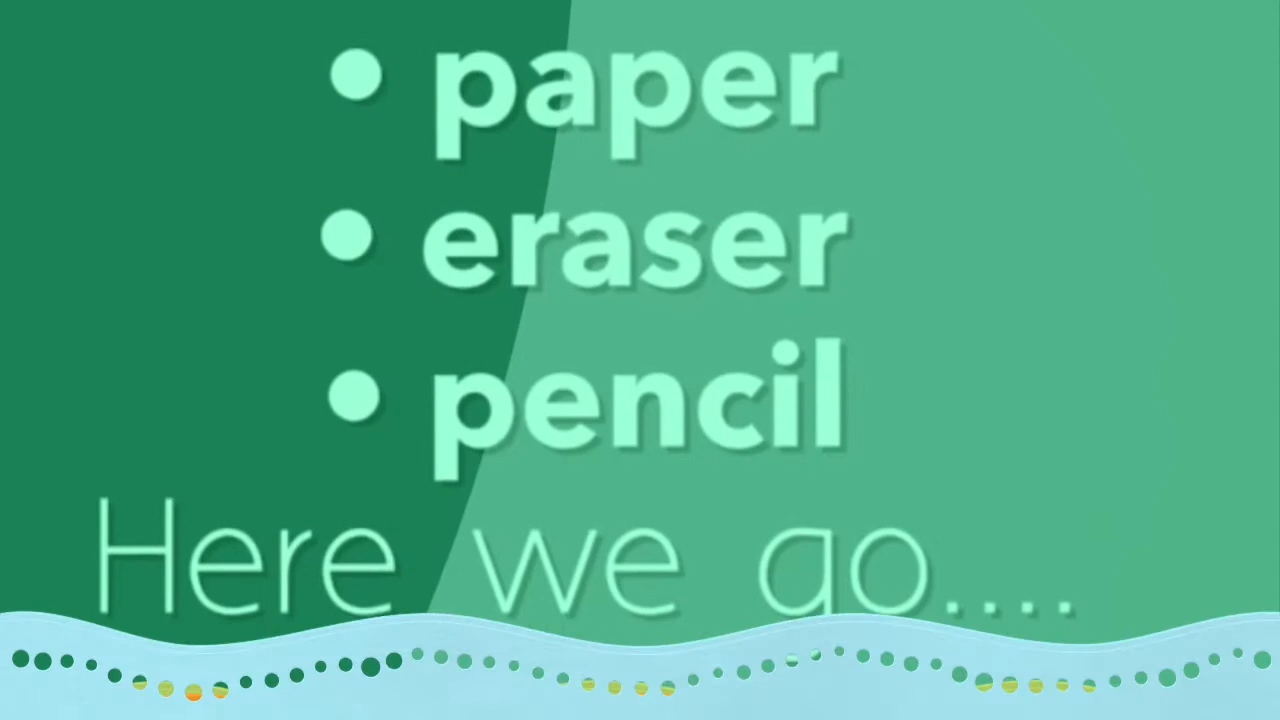 • paper
• eraser
• pencil
Here we go....